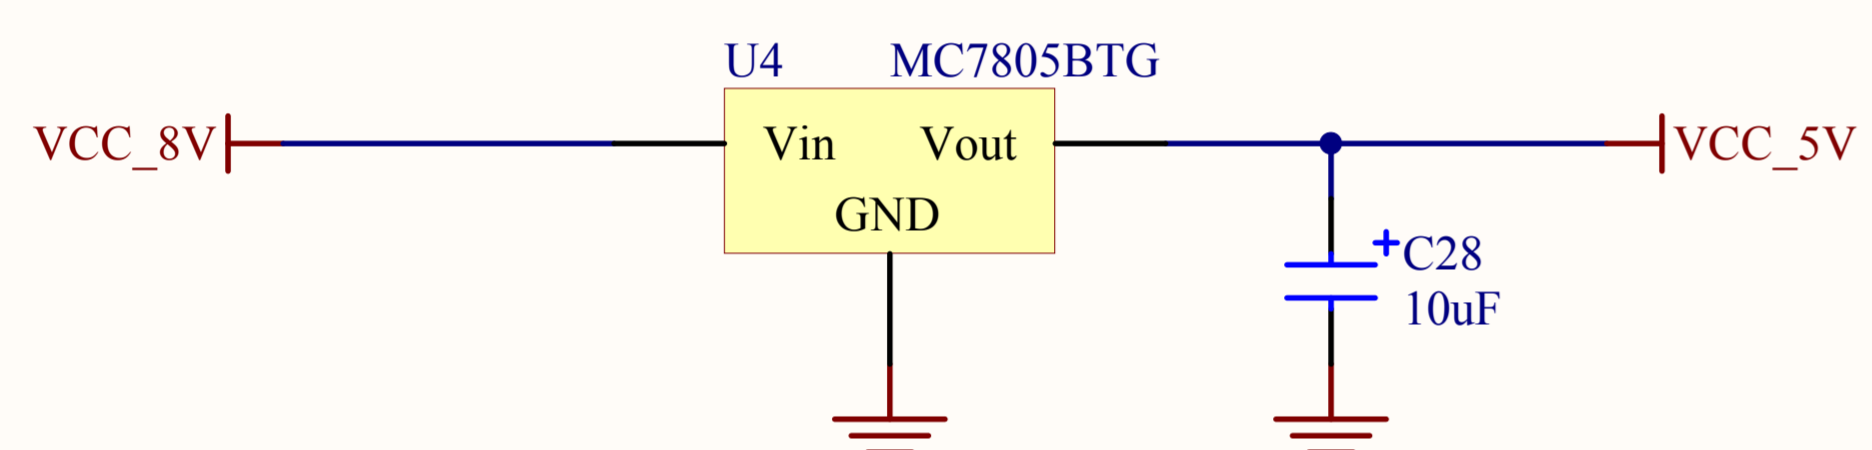 U4 MC7805BTG
VCC_8V Vin Vout VCC_5V
GND
+C28
10uF